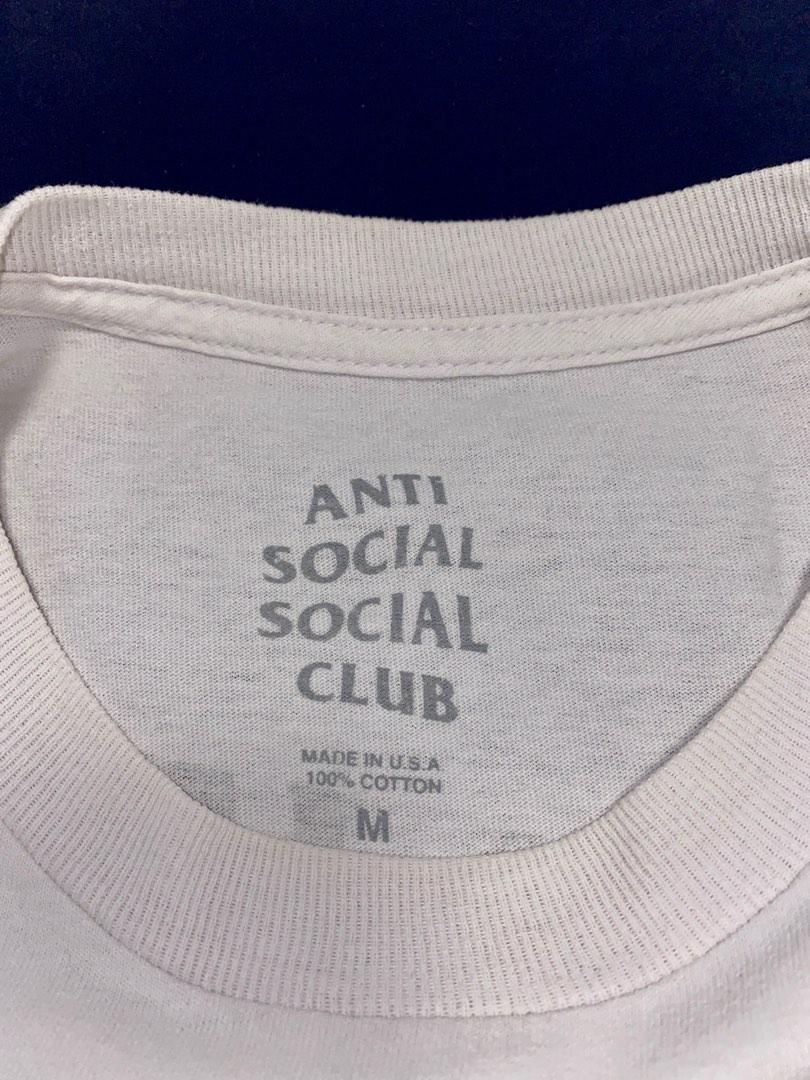 ANTI
SOCIAL
SOCIAL
CLUB
MADE IN U.S.A
100% COTTON
M